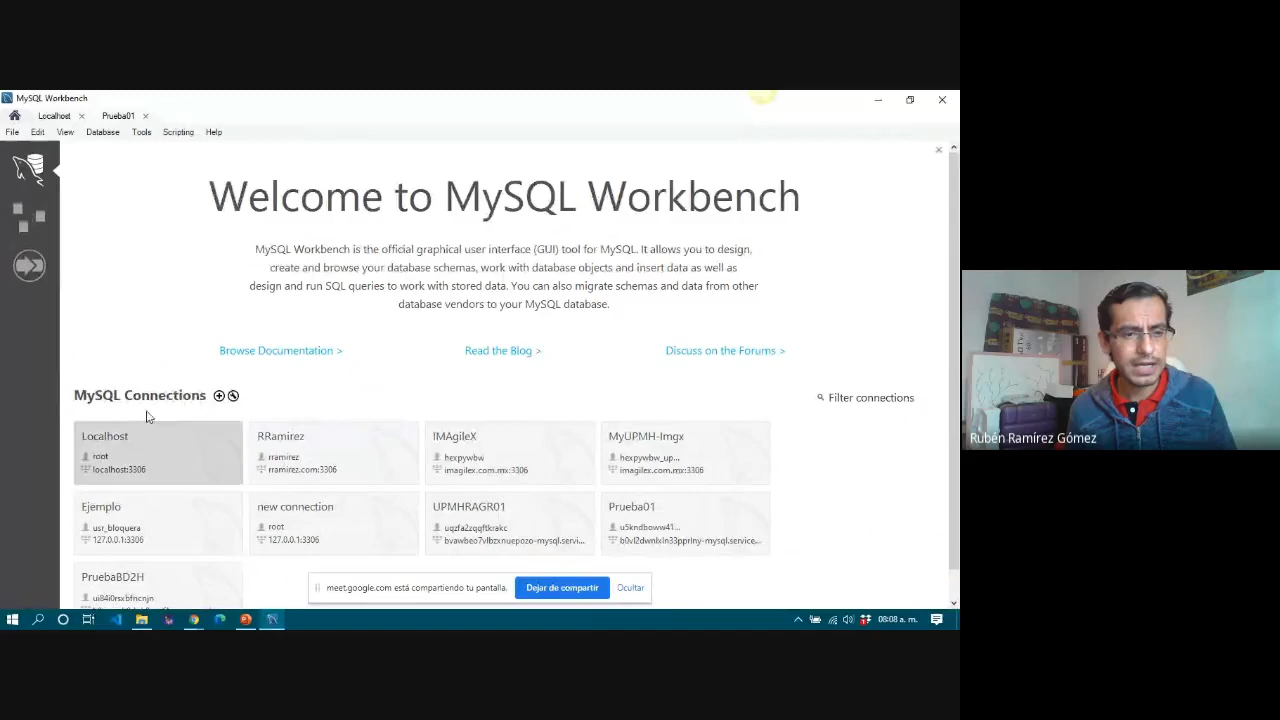 MySQL Workbench
Localhost
Prueba01
File Edit View Database Tools Scripting Help
Welcome to MySQL Workbench
MySQL Workbench is the official graphical user interface (GUI) tool for MySQL. It allows you to design,
create and browse your database schemas, work with database objects and insert data as well as
design and run SQL queries to work with stored data. You can also migrate schemas and data from other
database vendors to your MySQL database.
Browse Documentation >
Read the Blog >
Discuss on the Forums >
MySQL Connections
Filter connections
Localhost
root
localhost:3306
RRamirez
rramirez
rramirez.com:3306
IMAgileX
hexpywbw
imagilex.com.mx:3306
MyUPMH-Imgx
hexpywbw_up...
imagilex.com.mx:3306
Ejemplo
usr_bloquera
127.0.0.1:3306
new connection
root
127.0.0.1:3306
UPMHRAGR01
Prueba01
u5kndboww41...
PruebaBD2H
meet.google.com está compartiendo tu pantalla.
Dejar de compartir
Ocultar
08:08 a. m.
Rubén Ramírez Gómez